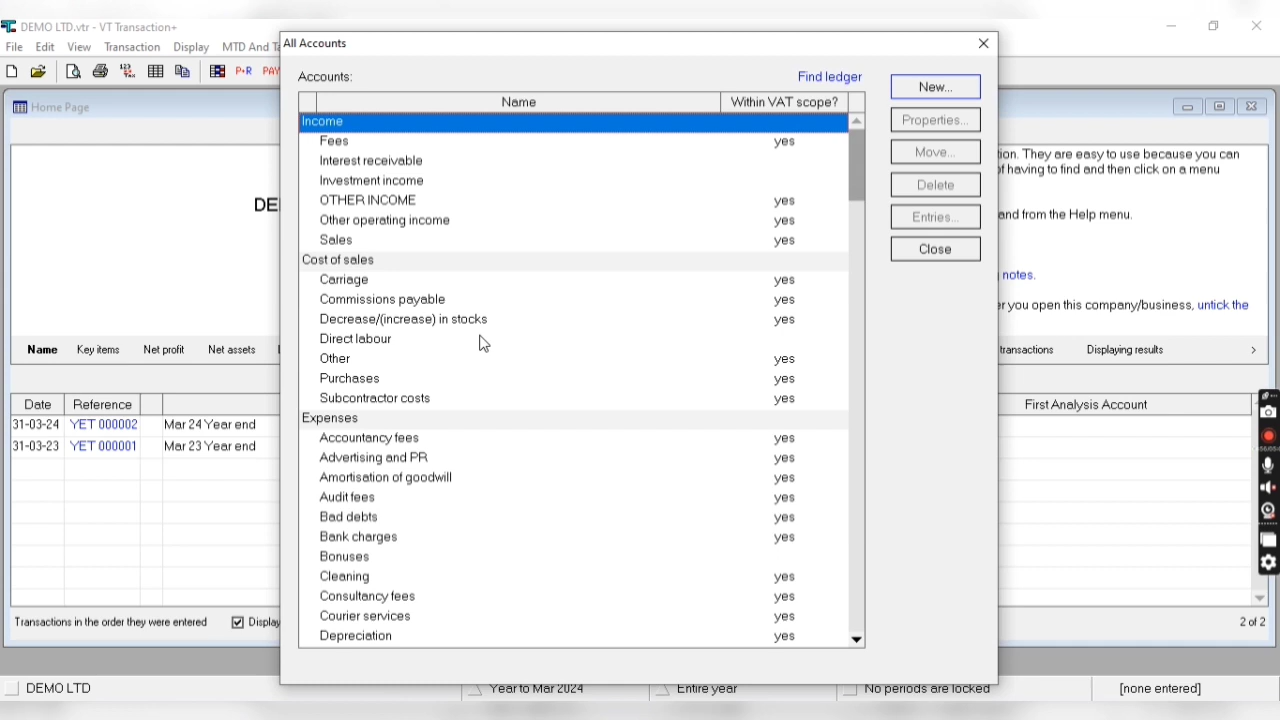 DEMO LTD.vtr - VT Transaction+
File Edit View Transaction Display MTD And Ta
P+R PAY
Home Page
All Accounts
Accounts:
Find ledger
Name Within VAT scope?
Income
Fees yes
Interest receivable
Investment income
OTHER INCOME yes
Other operating income yes
Sales yes
Cost of sales
Carriage yes
Commissions payable yes
Decrease/(increase) in stocks yes
Direct labour
Other yes
Purchases yes
Subcontractor costs yes
Expenses
Accountancy fees yes
Advertising and PR yes
Amortisation of goodwill yes
Audit fees yes
Bad debts yes
Bank charges yes
Bonuses
Cleaning yes
Consultancy fees yes
Courier services yes
Depreciation yes
New...
Properties...
Move...
Delete
Entries...
Close
DE
tion. They are easy to use because you can
of having to find and then click on a menu
and from the Help menu.
notes.
er you open this company/business, untick the
Name Key items Net profit Net assets
transactions Displaying results
Date Reference First Analysis Account
31-03-24 YET 000002 Mar 24 Year end
31-03-23 YET 000001 Mar 23 Year end
Transactions in the order they were entered Display 2 of 2
DEMO LTD Year to Mar 2024 Entire year No periods are locked [none entered]